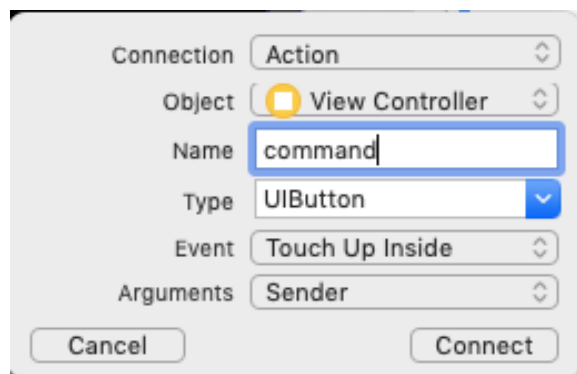 Connection Action
Object View Controller
Name command
Type UIButton
Event Touch Up Inside
Arguments Sender
Cancel Connect